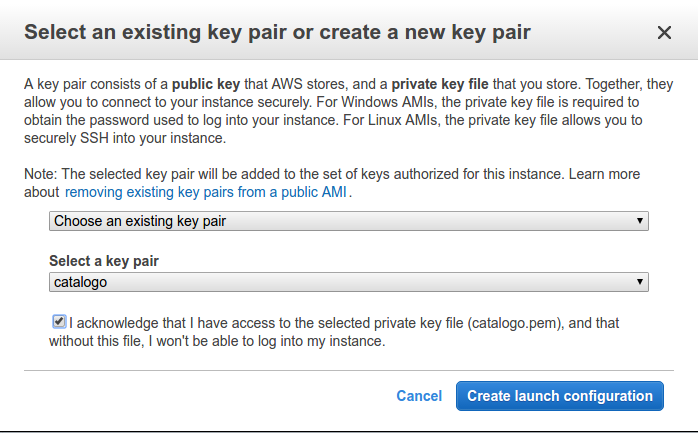 Select an existing key pair or create a new key pair
A key pair consists of a public key that AWS stores, and a private key file that you store. Together, they
allow you to connect to your instance securely. For Windows AMIs, the private key file is required to
obtain the password used to log into your instance. For Linux AMIs, the private key file allows you to
securely SSH into your instance.
Note: The selected key pair will be added to the set of keys authorized for this instance. Learn more
about removing existing key pairs from a public AMI .
Choose an existing key pair
Select a key pair
catalogo
I acknowledge that I have access to the selected private key file (catalogo.pem), and that
without this file, I won't be able to log into my instance.
Cancel Create launch configuration